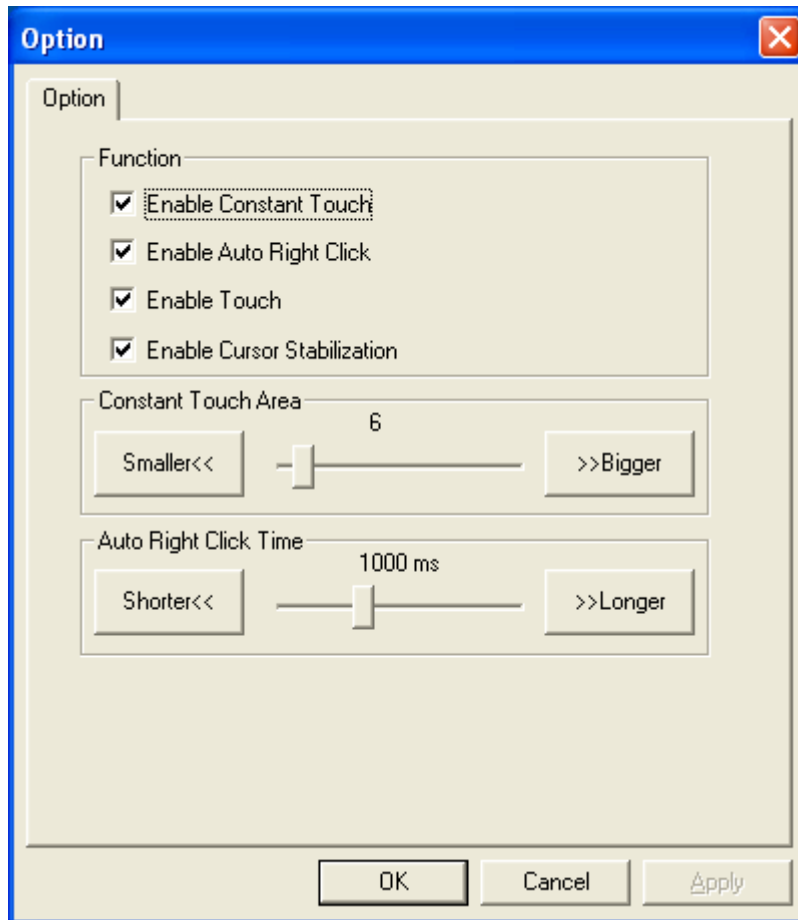 Option
Option
Function
Enable Constant Touch
Enable Auto Right Click
Enable Touch
Enable Cursor Stabilization
Constant Touch Area
6
Smaller<< >>Bigger
Auto Right Click Time
1000 ms
Shorter<< >>Longer
OK Cancel Apply